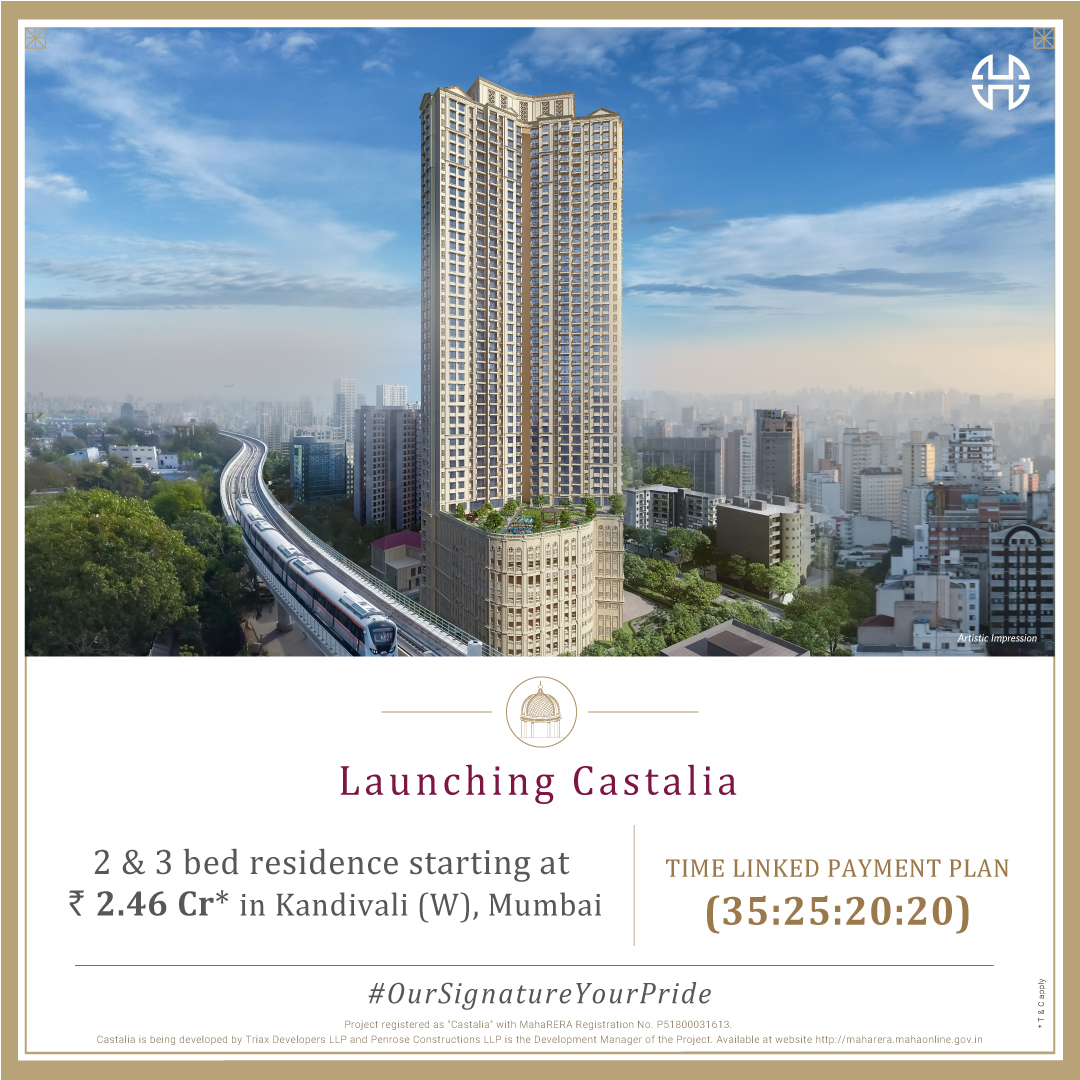 Artistic Impression
Launching Castalia
2 & 3 bed residence starting at
₹ 2.46 Cr* in Kandivali (W), Mumbai
TIME LINKED PAYMENT PLAN
(35:25:20:20)
#OurSignatureYourPride
* T & C apply
Project registered as "Castalia" with MahaRERA Registration No. P51800031613.
Castalia is being developed by Triax Developers LLP and Penrose Constructions LLP is the Development Manager of the Project. Available at website http://maharera.mahaonline.gov.in